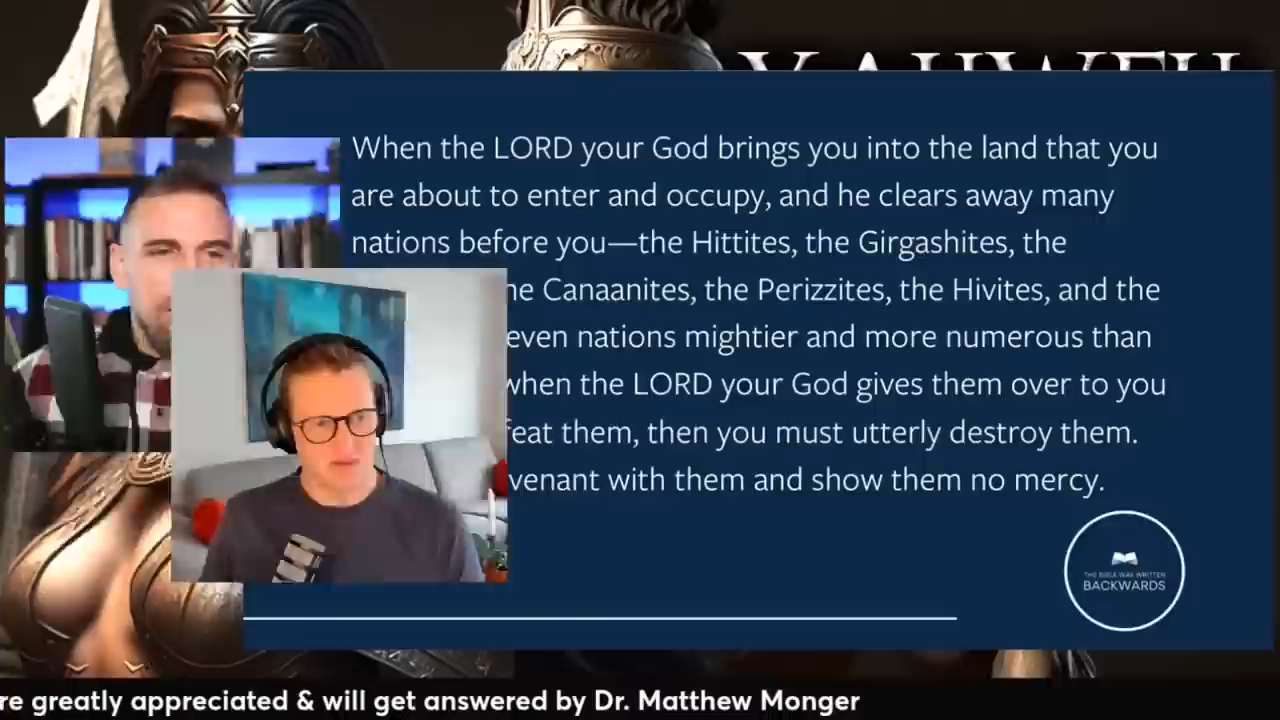 YAHWEH
When the LORD your God brings you into the land that you
are about to enter and occupy, and he clears away many
nations before you—the Hittites, the Girgashites, the
he Canaanites, the Perizzites, the Hivites, and the
even nations mightier and more numerous than
when the LORD your God gives them over to you
feat them, then you must utterly destroy them.
venant with them and show them no mercy.
THE BIBLE WAS WRITTEN
BACKWARDS
re greatly appreciated & will get answered by Dr. Matthew Monger